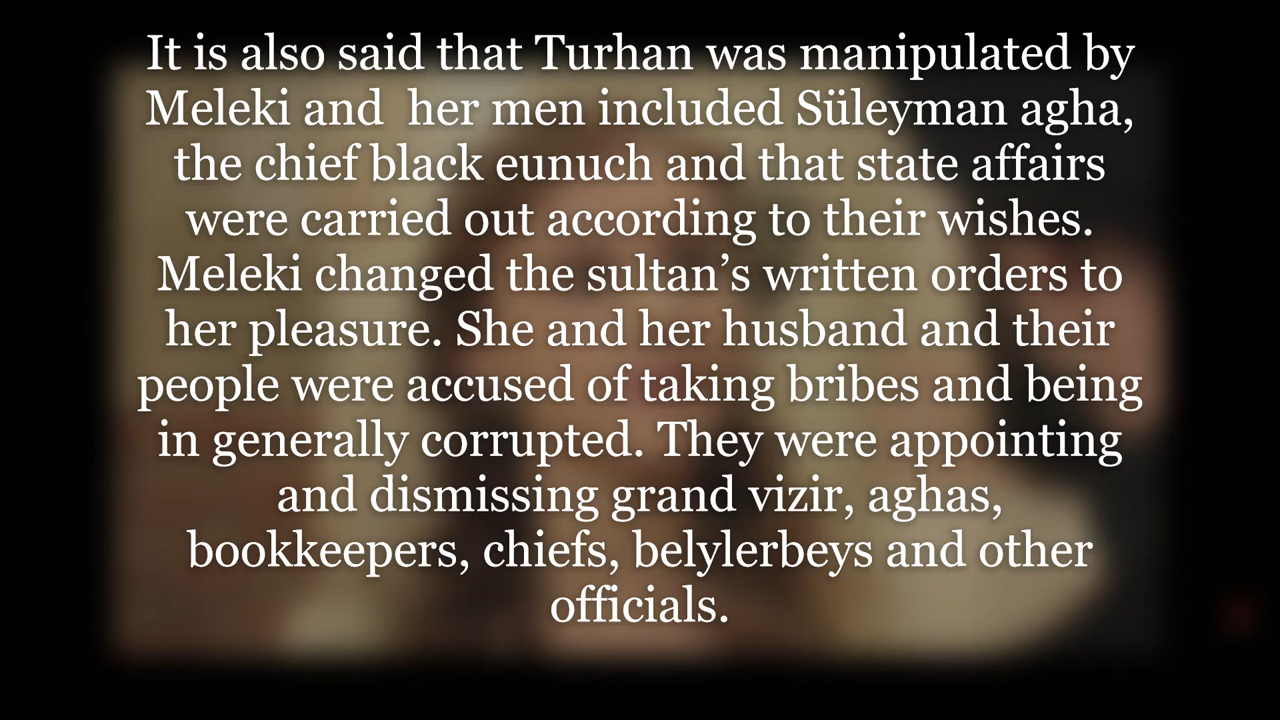 It is also said that Turhan was manipulated by
Meleki and  her men included Süleyman agha,
the chief black eunuch and that state affairs
were carried out according to their wishes.
Meleki changed the sultan’s written orders to
her pleasure. She and her husband and their
people were accused of taking bribes and being
in generally corrupted. They were appointing
and dismissing grand vizir, aghas,
bookkeepers, chiefs, belylerbeys and other
officials.